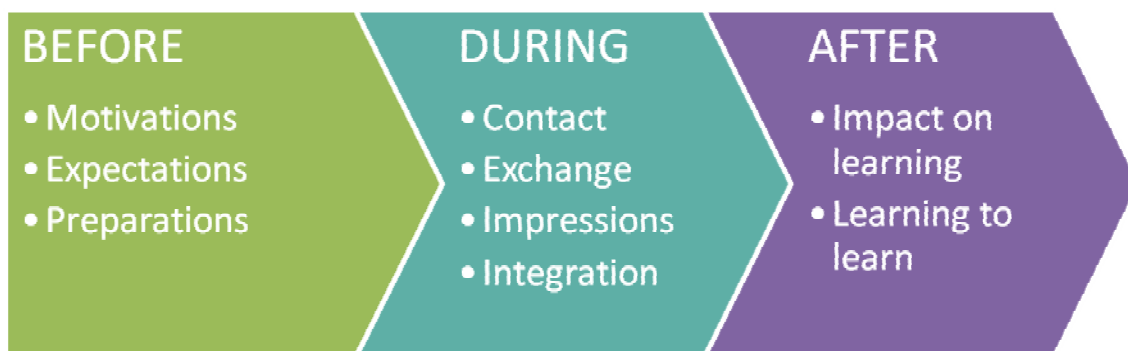 BEFORE
• Motivations
• Expectations
• Preparations
DURING
• Contact
• Exchange
• Impressions
• Integration
AFTER
• Impact on
learning
• Learning to
learn